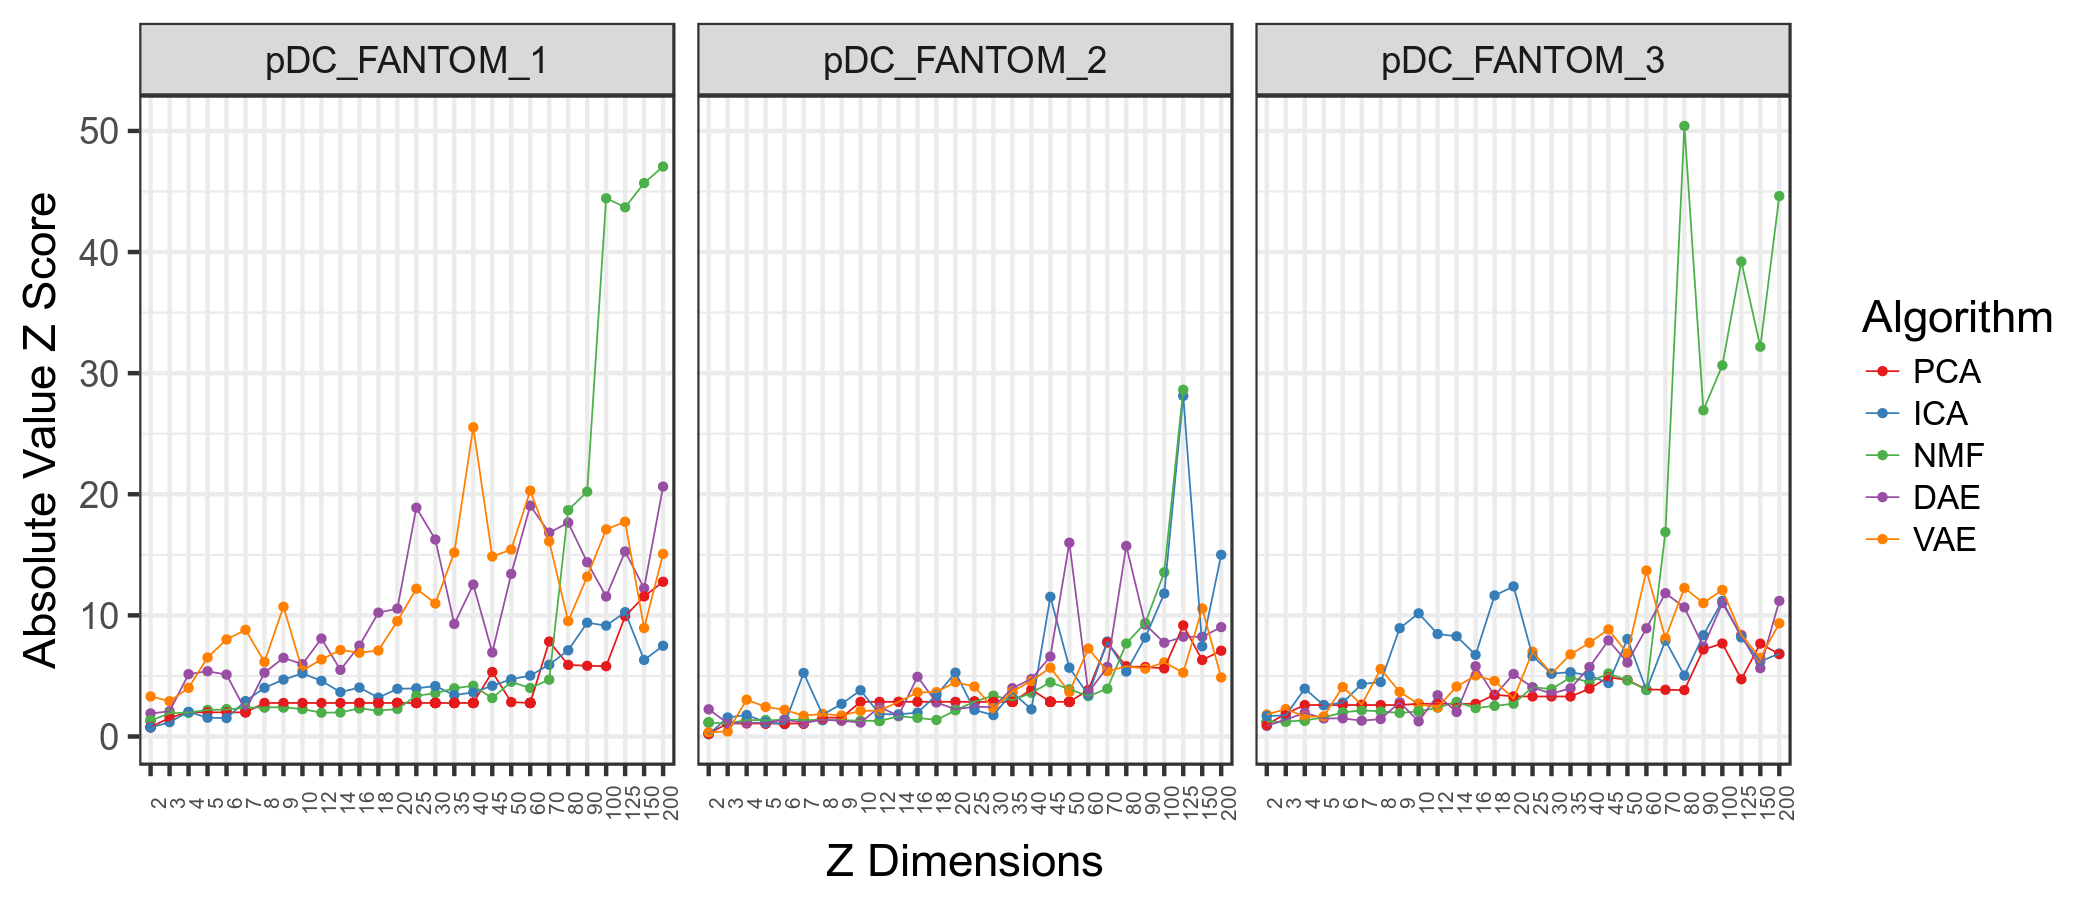 pDC_FANTOM_1 pDC_FANTOM_2 pDC_FANTOM_3
Absolute Value Z Score
50
40
30
20
10
0
2 3 4 5 6 7 8 9 10 12 14 16 18 20 25 30 35 40 45 50 60 70 80 90 100 125 150 200
2 3 4 5 6 7 8 9 10 12 14 16 18 20 25 30 35 40 45 50 60 70 80 90 100 125 150 200
2 3 4 5 6 7 8 9 10 12 14 16 18 20 25 30 35 40 45 50 60 70 80 90 100 125 150 200
Z Dimensions
Algorithm
PCA
ICA
NMF
DAE
VAE